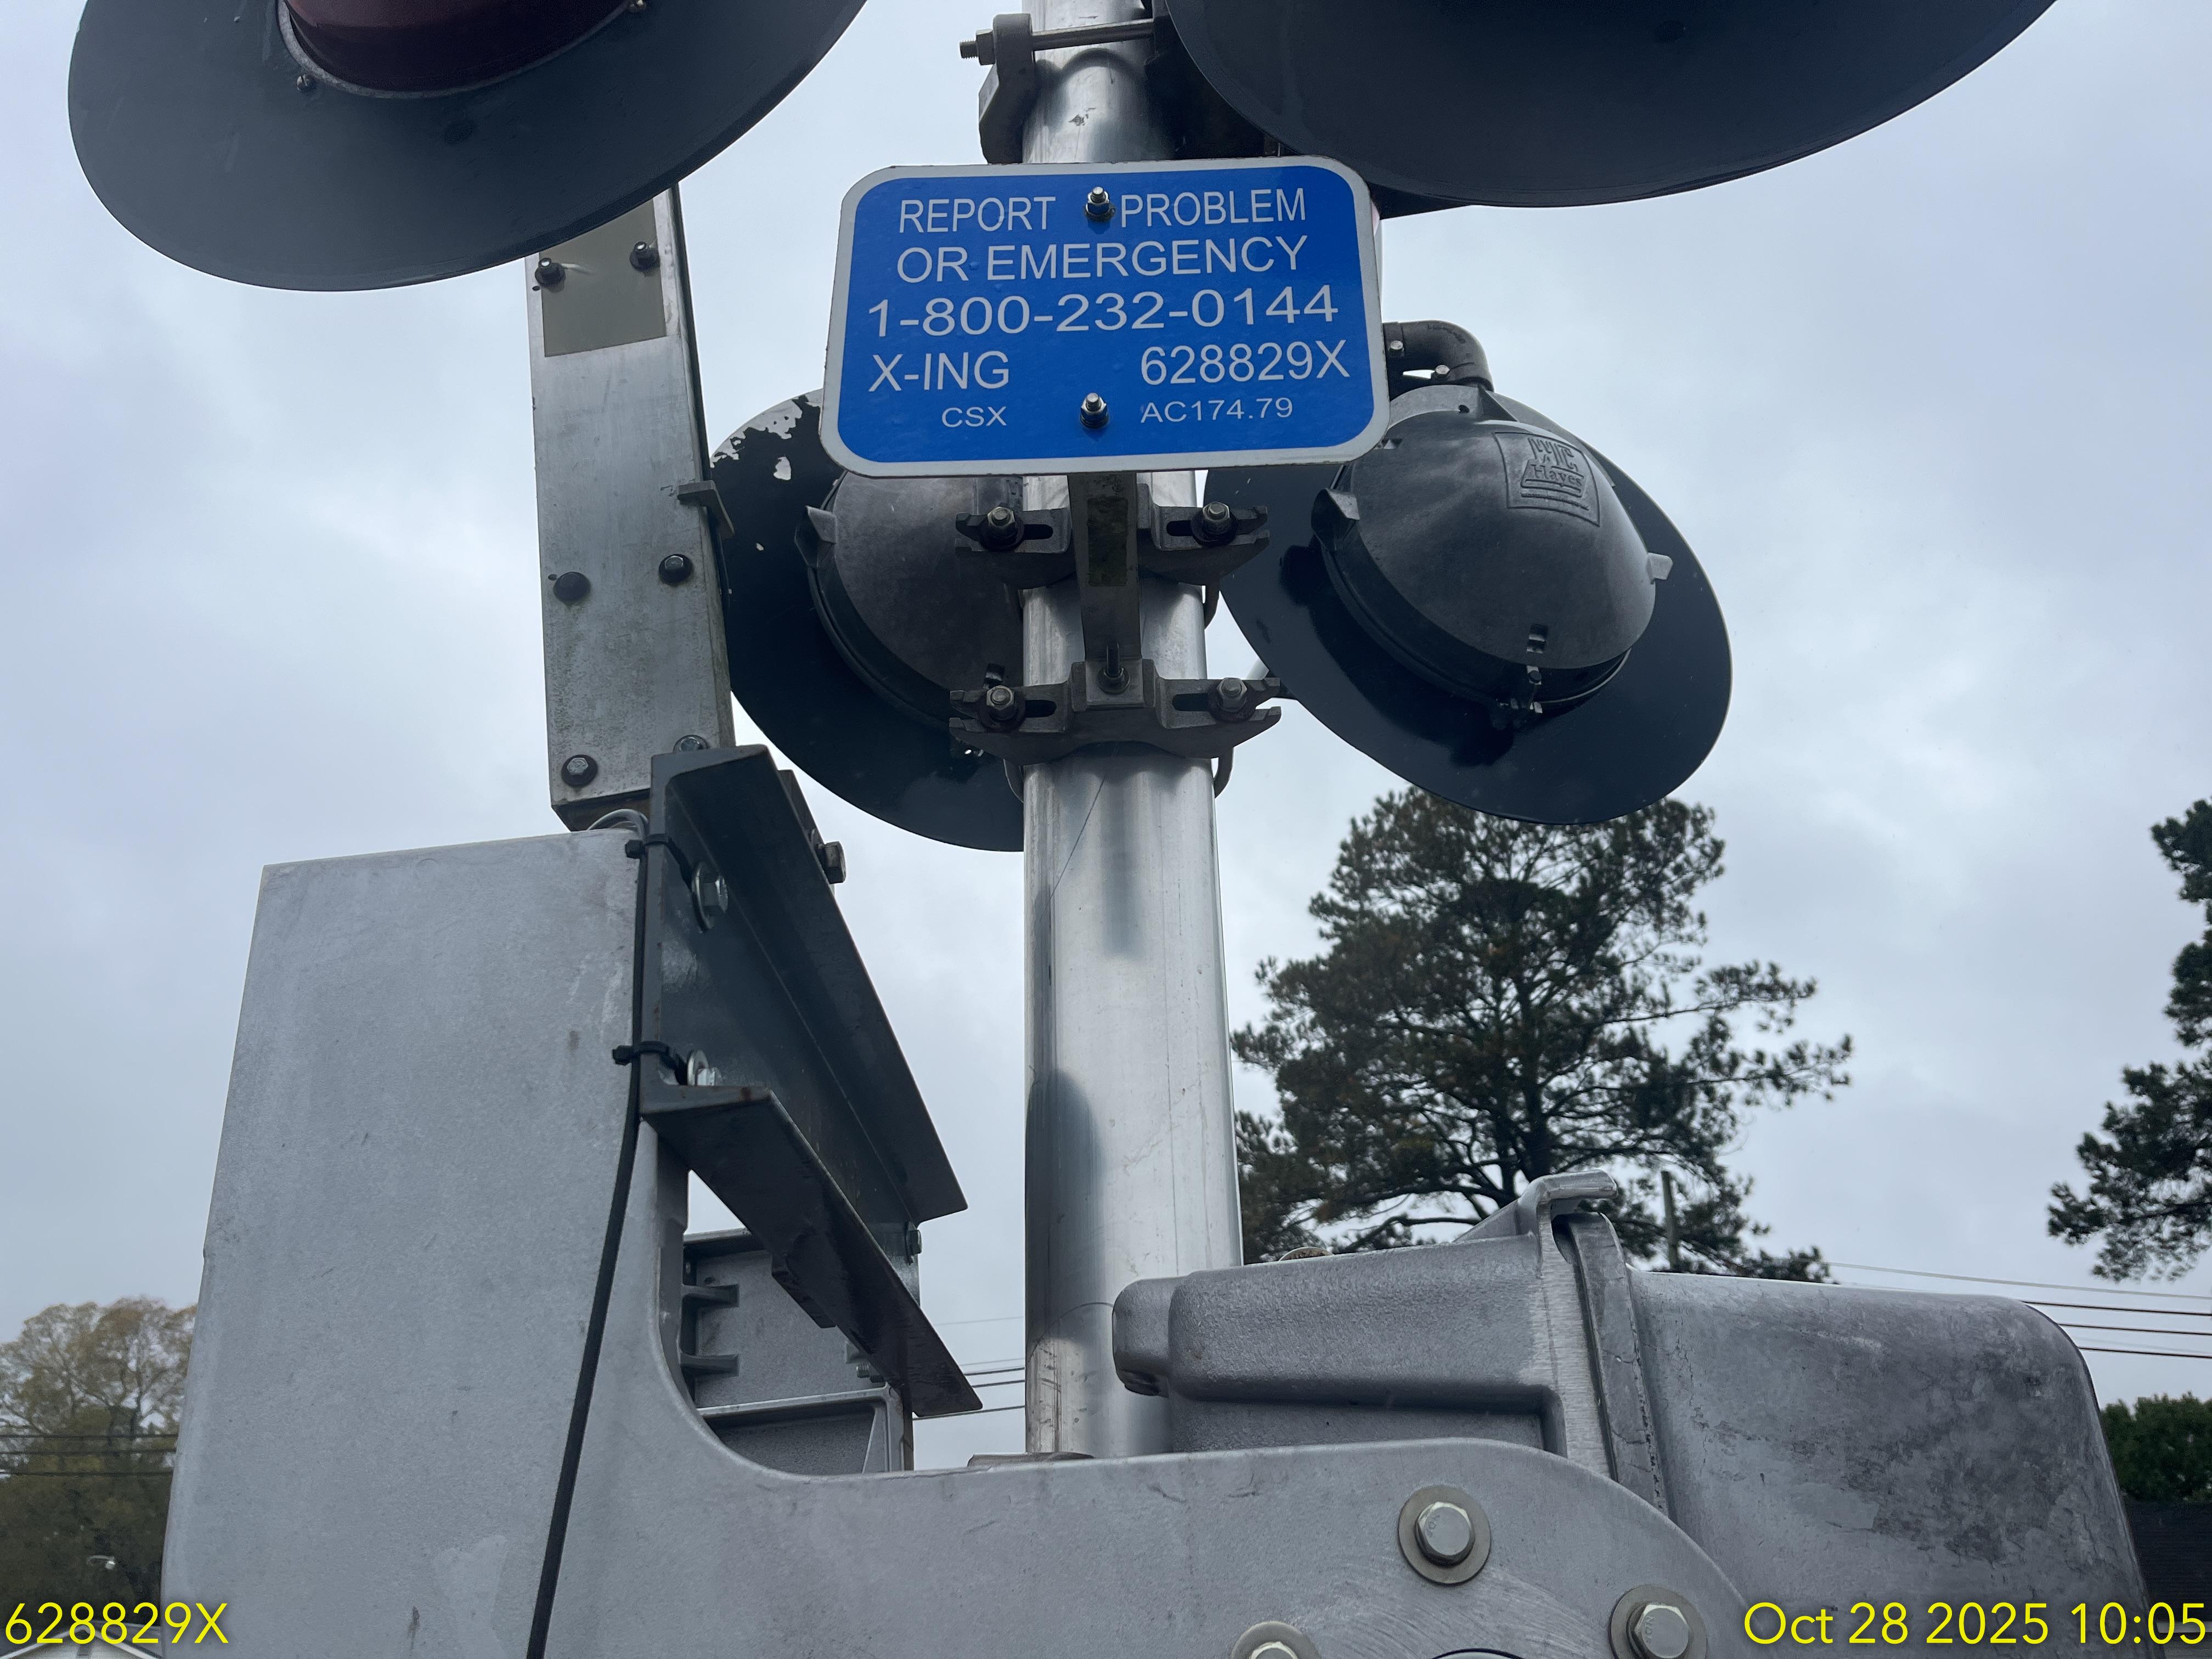 REPORT PROBLEM
OR EMERGENCY
1-800-232-0144
X-ING 628829X
CSX AC174.79
Hayes
628829X
Oct 28 2025 10:05